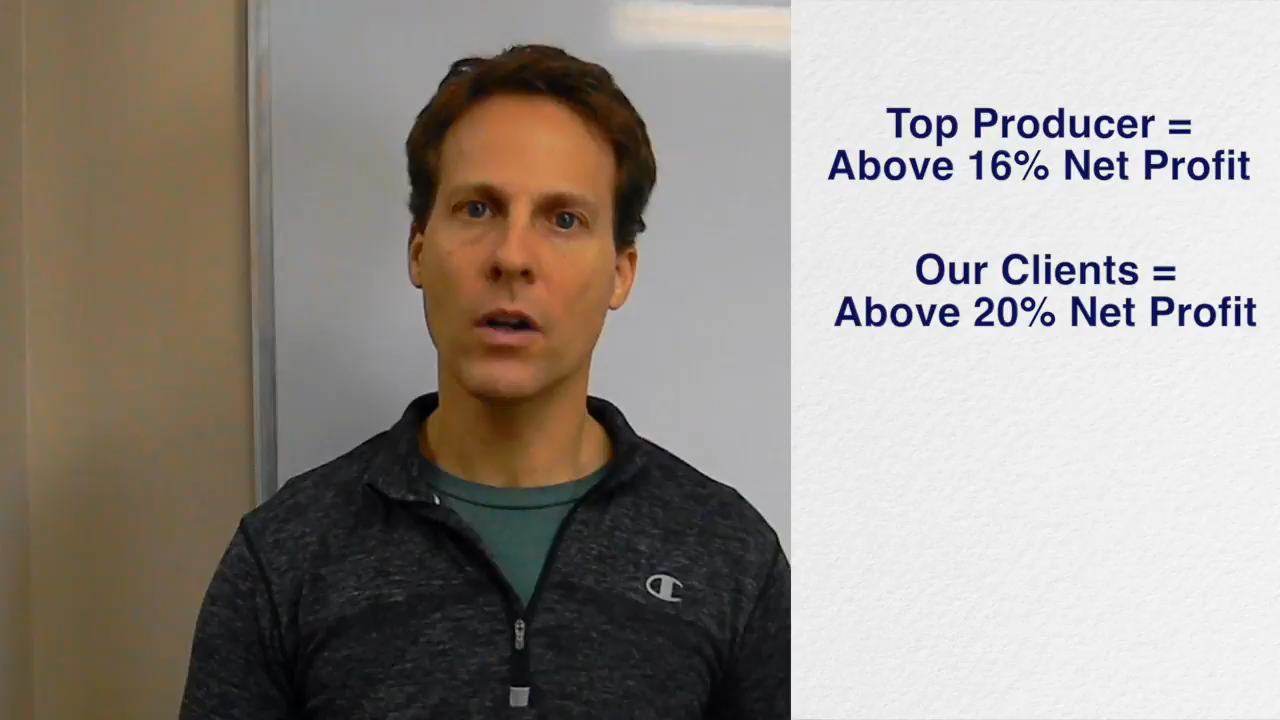 Top Producer =
Above 16% Net Profit
Our Clients =
Above 20% Net Profit